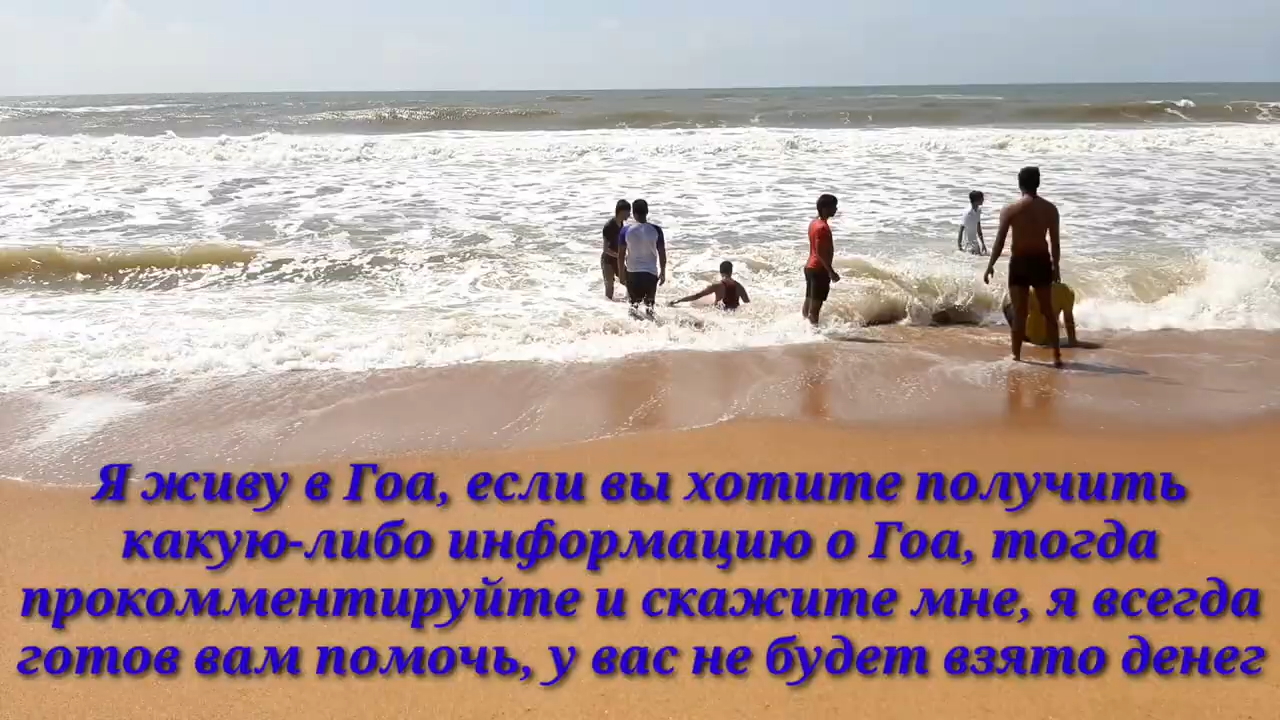 Я живу в Гоа, если вы хотите получить
какую-либо информацию о Гоа, тогда
прокомментируйте и скажите мне, я всегда
готов вам помочь, у вас не будет взято денег